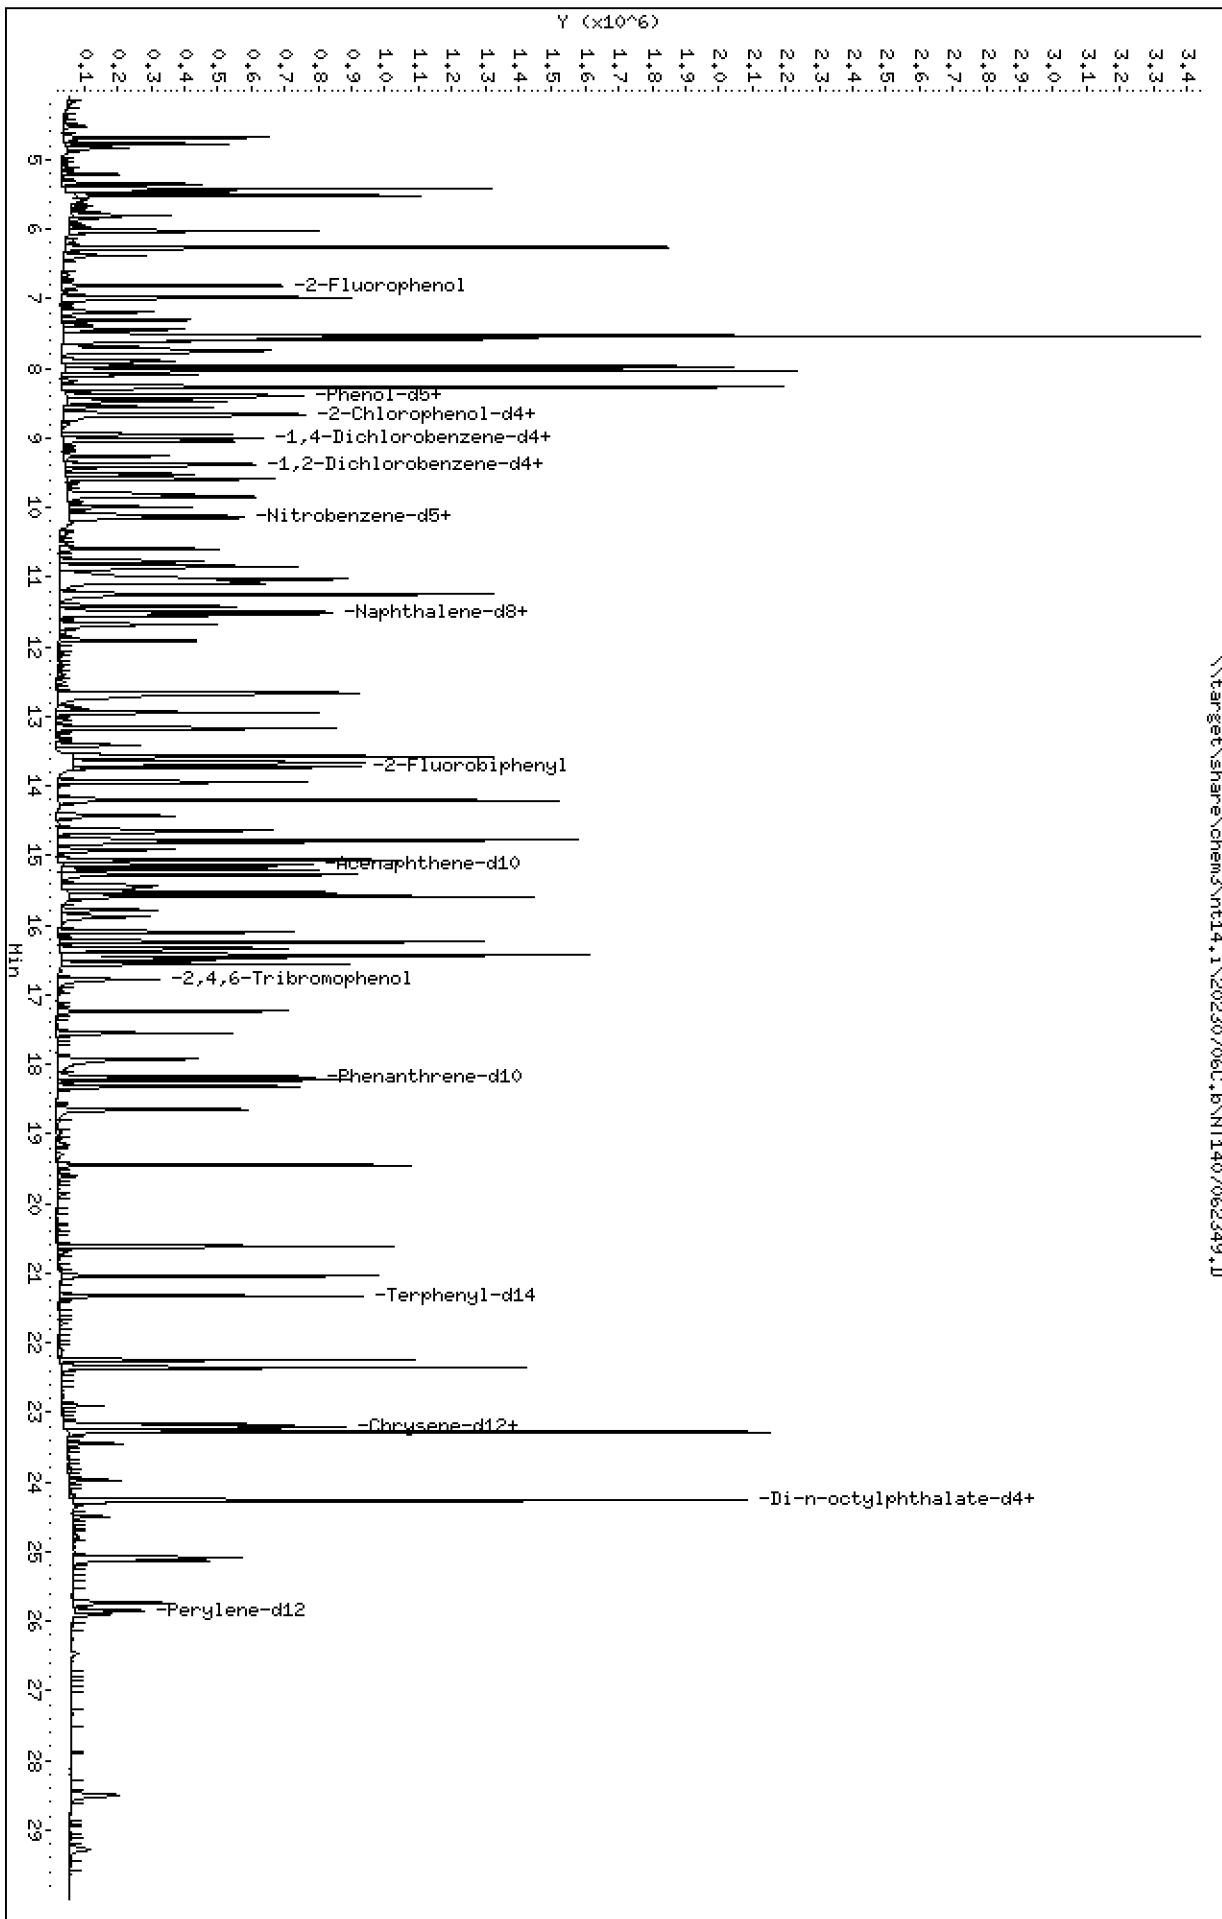 \\target\share\chem3\nt14.i\20230706C.b\NT1407062349.D
Y (x10^6)
0.1 0.2 0.3 0.4 0.5 0.6 0.7 0.8 0.9 1.0 1.1 1.2 1.3 1.4 1.5 1.6 1.7 1.8 1.9 2.0 2.1 2.2 2.3 2.4 2.5 2.6 2.7 2.8 2.9 3.0 3.1 3.2 3.3 3.4
-2-Fluorophenol
-Phenol-d5+
-2-Chlorophenol-d4+
-1,4-Dichlorobenzene-d4+
-1,2-Dichlorobenzene-d4+
-Nitrobenzene-d5+
-Naphthalene-d8+
-2-Fluorobiphenyl
-Acenaphthene-d10
-2,4,6-Tribromophenol
-Phenanthrene-d10
-Terphenyl-d14
-Chrysene-d12+
-Di-n-octylphthalate-d4+
-Perylene-d12
5 6 7 8 9 10 11 12 13 14 15 16 17 18 19 20 21 22 23 24 25 26 27 28 29
Min